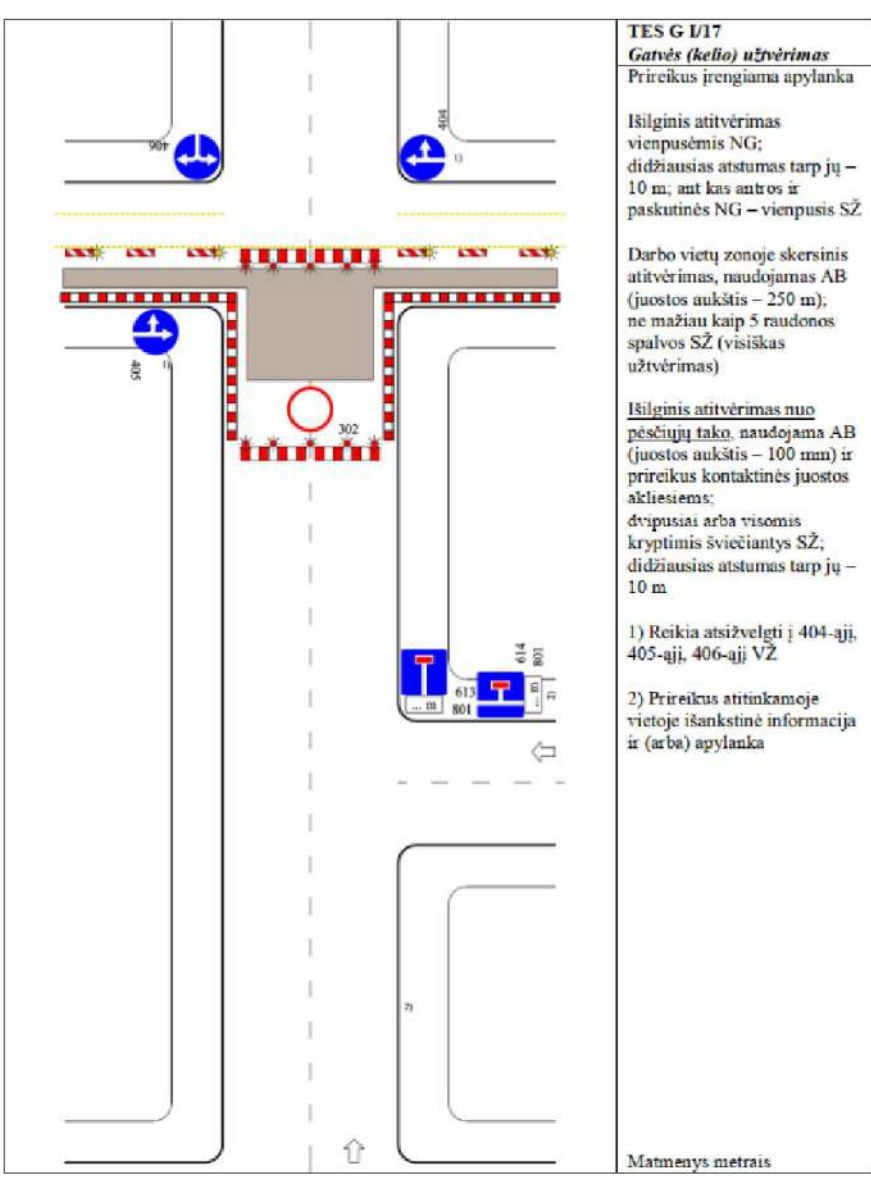 TES G I/17
Gatvės (kelio) užtvėrimas
Prireikus įrengiama apylanka
Išilginis atitvėrimas
vienpusėmis NG;
didžiausias atstumas tarp jų –
10 m; ant kas antros ir
paskutinės NG – vienpusis SŽ
Darbo vietų zonoje skersinis
atitvėrimas, naudojamas AB
(juostos aukštis – 250 m);
ne mažiau kaip 5 raudonos
spalvos SŽ (visiškas
užtvėrimas)
Išilginis atitvėrimas nuo
pėsčiųjų tako, naudojama AB
(juostos aukštis – 100 mm) ir
prireikus kontaktinės juostos
akliesiems;
dvipusiai arba visomis
kryptimis šviečiantys SŽ;
didžiausias atstumas tarp jų –
10 m
1) Reikia atsižvelgti į 404-ąjį,
405-ąjį, 406-ąjį VŽ
2) Prireikus atitinkamoje
vietoje išankstinė informacija
ir (arba) apylanka
Matmenys metrais
406
404
1)
405
1)
302
614
801
... m
613
801
... m
2)
2)